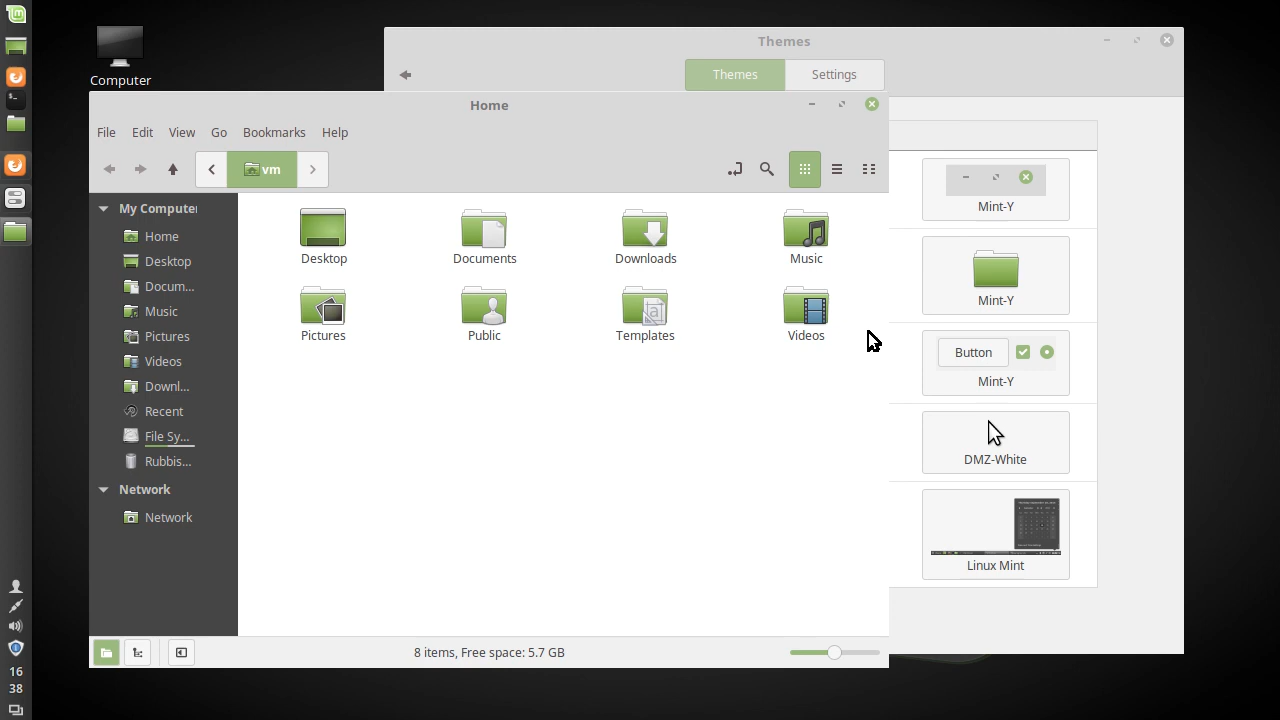 Computer
Themes
Themes
Settings
Home
File
Edit
View
Go
Bookmarks
Help
vm
My Computer
Home
Desktop
Docum...
Music
Pictures
Videos
Downl...
Recent
File Sy...
Rubbis...
Network
Network
Desktop
Documents
Downloads
Music
Pictures
Public
Templates
Videos
8 items, Free space: 5.7 GB
Mint-Y
Mint-Y
Button
Mint-Y
DMZ-White
Linux Mint
16
38